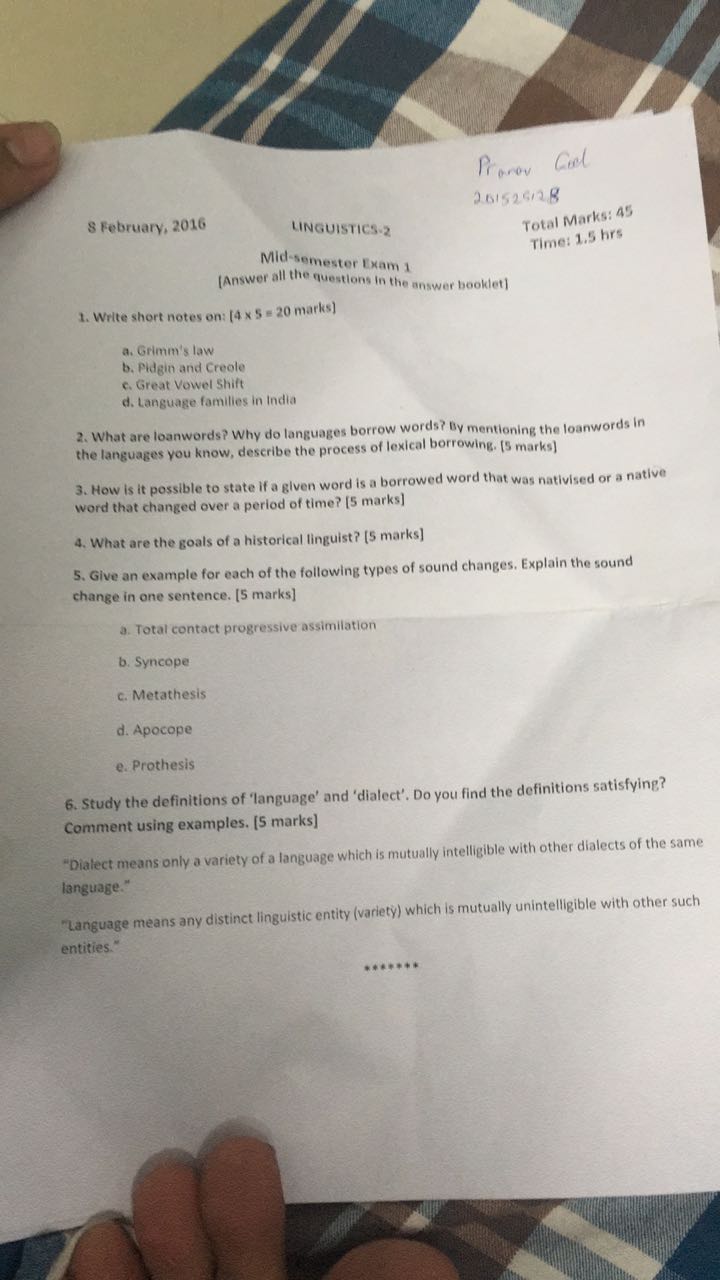 Pranav Goel
201525128
8 February, 2016 LINGUISTICS-2 Total Marks: 45
Time: 1.5 hrs
Mid-semester Exam 1
[Answer all the questions in the answer booklet]
1. Write short notes on: [4 x 5 = 20 marks]
a. Grimm's law
b. Pidgin and Creole
c. Great Vowel Shift
d. Language families in India
2. What are loanwords? Why do languages borrow words? By mentioning the loanwords in
the languages you know, describe the process of lexical borrowing. [5 marks]
3. How is it possible to state if a given word is a borrowed word that was nativised or a native
word that changed over a period of time? [5 marks]
4. What are the goals of a historical linguist? [5 marks]
5. Give an example for each of the following types of sound changes. Explain the sound
change in one sentence. [5 marks]
a. Total contact progressive assimilation
b. Syncope
c. Metathesis
d. Apocope
e. Prothesis
6. Study the definitions of 'language' and 'dialect'. Do you find the definitions satisfying?
Comment using examples. [5 marks]
"Dialect means only a variety of a language which is mutually intelligible with other dialects of the same
language."
"Language means any distinct linguistic entity (variety) which is mutually unintelligible with other such
entities."
*******